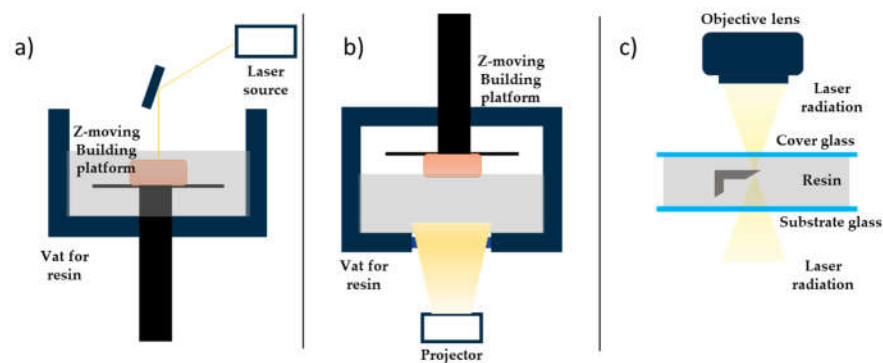 a)
Laser
source
Z-moving
Building
platform
Vat for
resin
b)
Z-moving
Building
platform
Vat for
resin
Projector
c)
Objective lens
Laser
radiation
Cover glass
Resin
Substrate glass
Laser
radiation